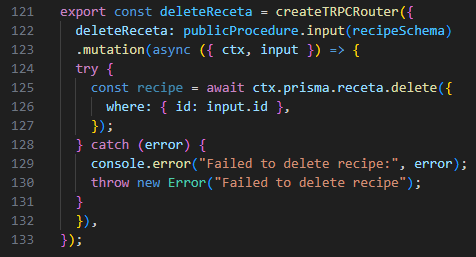 121 export const deleteReceta = createTRPCRouter({
122   deleteReceta: publicProcedure.input(recipeSchema)
123   .mutation(async ({ ctx, input }) => {
124   try {
125     const recipe = await ctx.prisma.receta.delete({
126       where: { id: input.id },
127     });
128   } catch (error) {
129     console.error("Failed to delete recipe:", error);
130     throw new Error("Failed to delete recipe");
131   }
132   }),
133 });